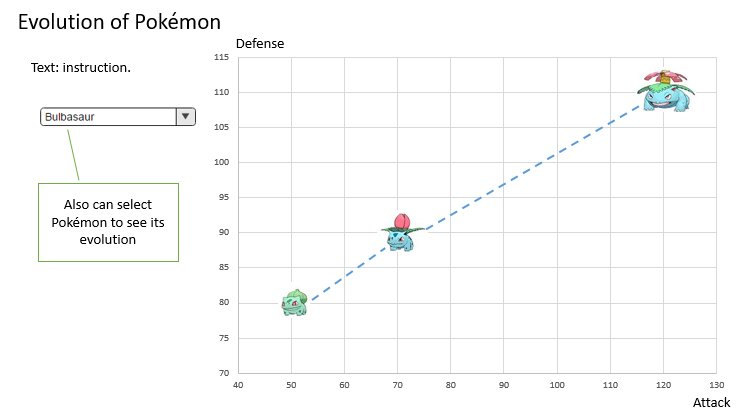 Evolution of Pokémon
Text: instruction.
Bulbasaur
Also can select
Pokémon to see its
evolution
Defense
115
110
105
100
95
90
85
80
75
70
40 50 60 70 80 90 100 110 120 130
Attack